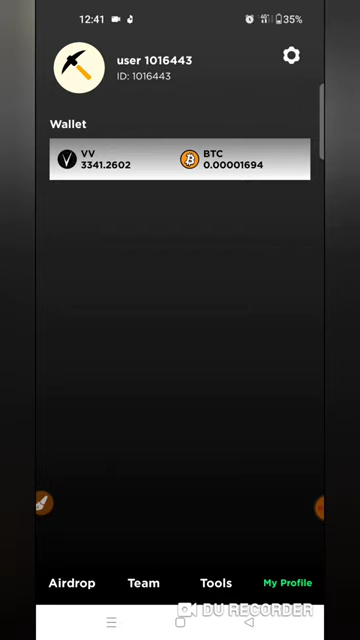 12:41
35%
user 1016443
ID: 1016443
Wallet
VV
3341.2602
BTC
0.00001694
Airdrop Team Tools My Profile
DU RECORDER